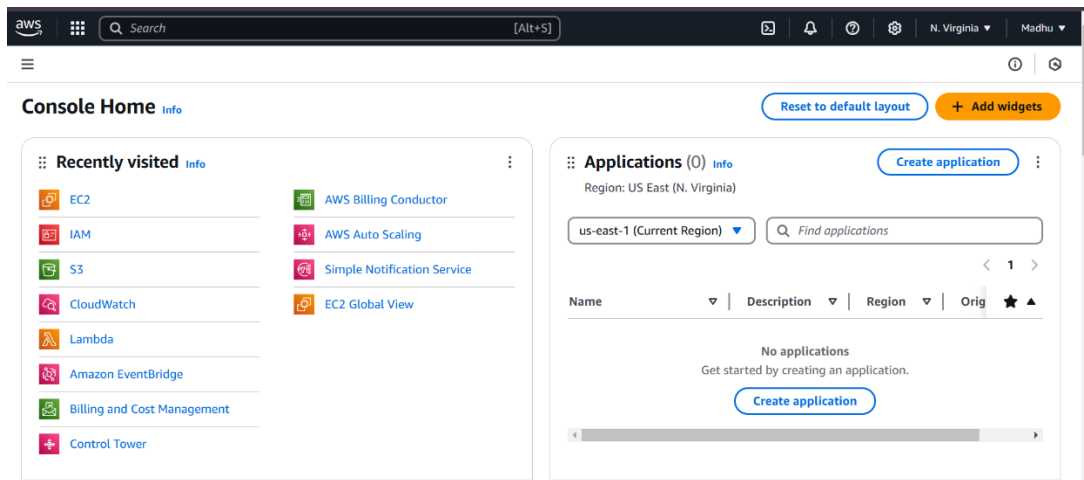 aws
Search [Alt+S]
N. Virginia
Madhu
Console Home Info
Reset to default layout
+ Add widgets
Recently visited Info
EC2
IAM
S3
CloudWatch
Lambda
Amazon EventBridge
Billing and Cost Management
Control Tower
AWS Billing Conductor
AWS Auto Scaling
Simple Notification Service
EC2 Global View
Applications (0) Info
Create application
Region: US East (N. Virginia)
us-east-1 (Current Region)
Find applications
1
Name Description Region Orig
No applications
Get started by creating an application.
Create application